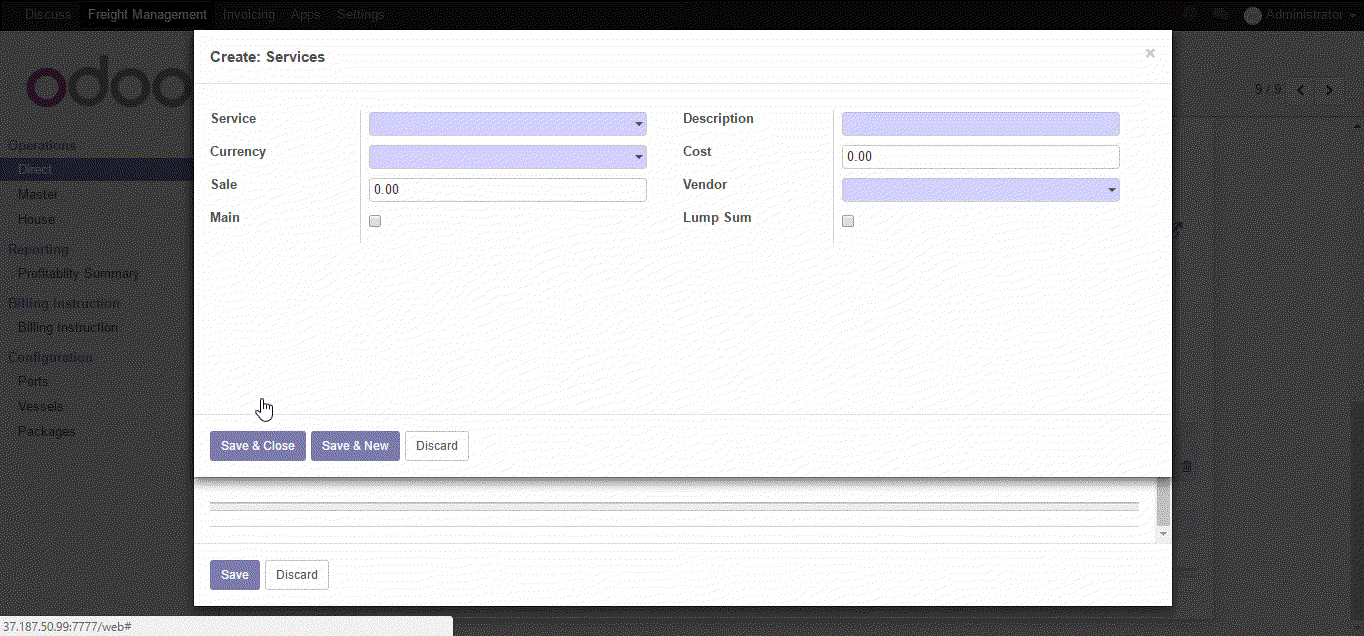 Discuss Freight Management Invoicing Apps Settings Administrator
odoo
9 / 9
Operations
Direct
Master
House
Reporting
Profitablity Summary
Billing Instruction
Billing Instruction
Configuration
Ports
Vessels
Packages
Create: Services ×
Service Description
Currency Cost 0.00
Sale 0.00 Vendor
Main Lump Sum
Save & Close Save & New Discard
Save Discard
37.187.50.99:7777/web#